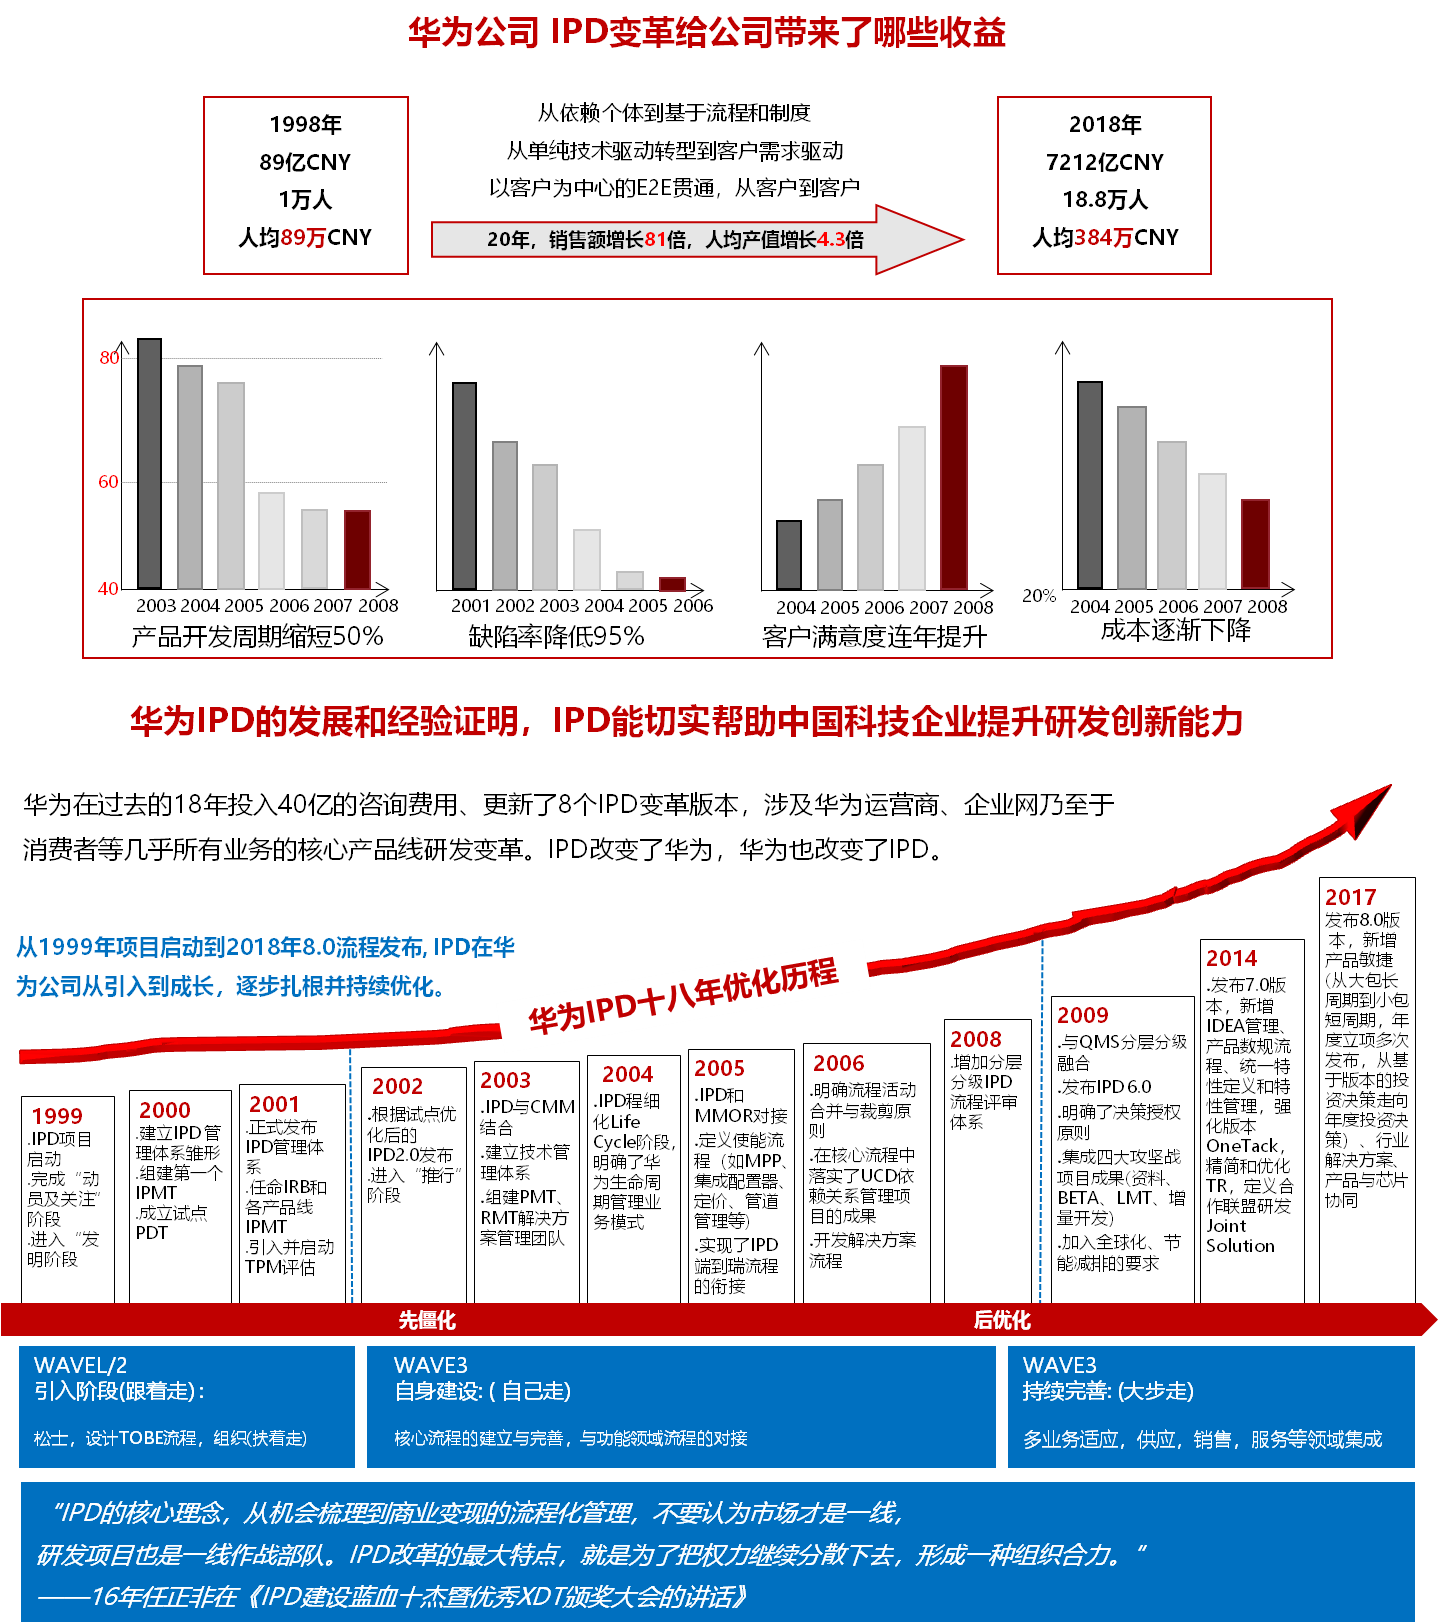 华为公司 IPD变革给公司带来了哪些收益
1998年
89亿CNY
1万人
人均89万CNY
从依赖个体到基于流程和制度
从单纯技术驱动转型到客户需求驱动
以客户为中心的E2E贯通，从客户到客户
20年，销售额增长81倍，人均产值增长4.3倍
2018年
7212亿CNY
18.8万人
人均384万CNY
80
60
40
2003 2004 2005 2006 2007 2008
产品开发周期缩短50%
2001 2002 2003 2004 2005 2006
缺陷率降低95%
2004 2005 2006 2007 2008
客户满意度连年提升
20%
2004 2005 2006 2007 2008
成本逐渐下降
华为IPD的发展和经验证明，IPD能切实帮助中国科技企业提升研发创新能力
华为在过去的18年投入40亿的咨询费用、更新了8个IPD变革版本，涉及华为运营商、企业网乃至于
消费者等几乎所有业务的核心产品线研发变革。IPD改变了华为，华为也改变了IPD。
从1999年项目启动到2018年8.0流程发布, IPD在华
为公司从引入到成长，逐步扎根并持续优化。
华为IPD十八年优化历程
1999
.IPD项目
启动
.完成“动
员及关注”
阶段
.进入“发
明阶段
2000
.建立IPD管
理体系雏形
.组建第一个
IPMT
.成立试点
PDT
2001
.正式发布
IPD管理体
系
.任命IRB和
各产品线
IPMT
.引入并启动
TPM评估
2002
.根据试点优
化后的
IPD2.0发布
.进入“推行”
阶段
2003
.IPD与CMM
结合
.建立技术管
理体系
.组建PMT、
RMT解决方
案管理团队
2004
.IPD程细
化Life
Cycle阶段，
明确了华
为生命周
期管理业
务模式
2005
.IPD和
MMOR对接
.定义使能流
程（如MPP、
集成配置器、
定价、管道
管理等)
.实现了IPD
端到瑞流程
的衔接
2006
.明确流程活动
合并与裁剪原
则
.在核心流程中
落实了UCD依
赖关系管理项
目的成果
.开发解决方案
流程
2008
.增加分层
分级IPD
流程评审
体系
2009
.与QMS分层分级
融合
.发布IPD 6.0
.明确了决策授权
原则
.集成四大攻坚战
项目成果(资料、
BETA、LMT、增
量开发)
.加入全球化、节
能减排的要求
2014
.发布7.0版
本，新增
IDEA管理、
产品数规流
程、统一特
性定义和特
性管理，强
化版本
OneTack，
精简和优化
TR，定义合
作联盟研发
Joint
Solution
2017
发布8.0版
本，新增
产品敏捷
(从大包长
周期到小包
短周期，年
度立项多次
发布，从基
于版本的投
资决策走向
年度投资决
策）、行业
解决方案、
产品与芯片
协同
先僵化
后优化
WAVEL/2
引入阶段(跟着走)：
松土，设计TOBE流程，组织(扶着走)
WAVE3
自身建设: ( 自己走)
核心流程的建立与完善，与功能领域流程的对接
WAVE3
持续完善: (大步走)
多业务适应，供应，销售，服务等领域集成
“IPD的核心理念，从机会梳理到商业变现的流程化管理，不要认为市场才是一线，
研发项目也是一线作战部队。IPD改革的最大特点，就是为了把权力继续分散下去，形成一种组织合力。“
——16年任正非在《IPD建设蓝血十杰暨优秀XDT颁奖大会的讲话》